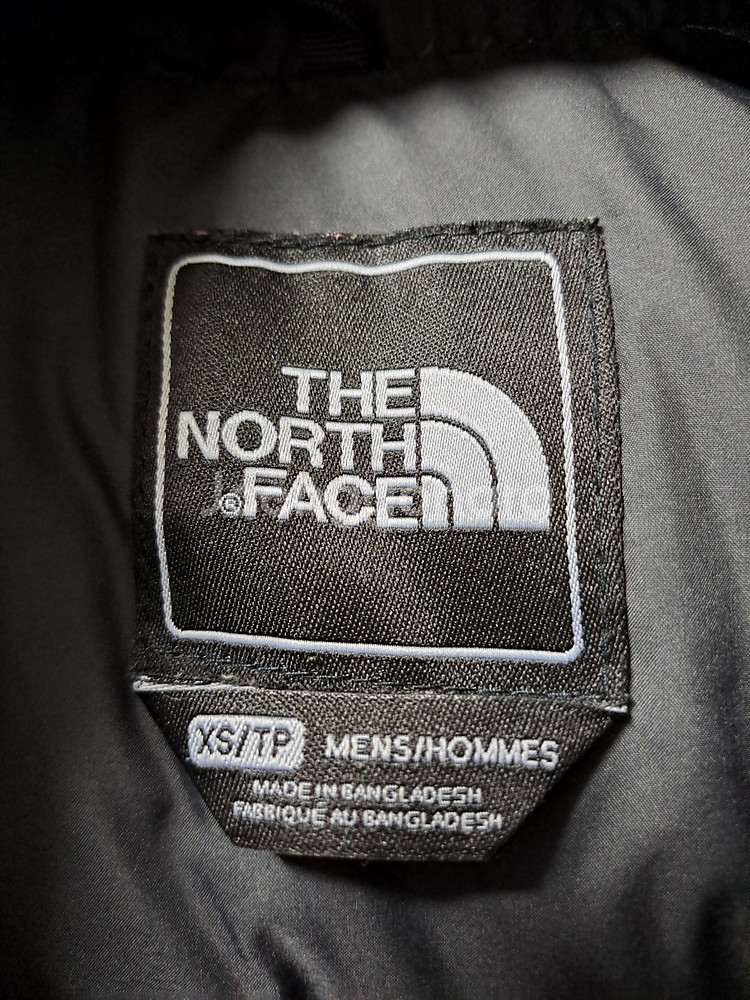 THE
NORTH
®FACE
XS/TP MENS/HOMMES
MADE IN BANGLADESH
FABRIQUÉ AU BANGLADESH